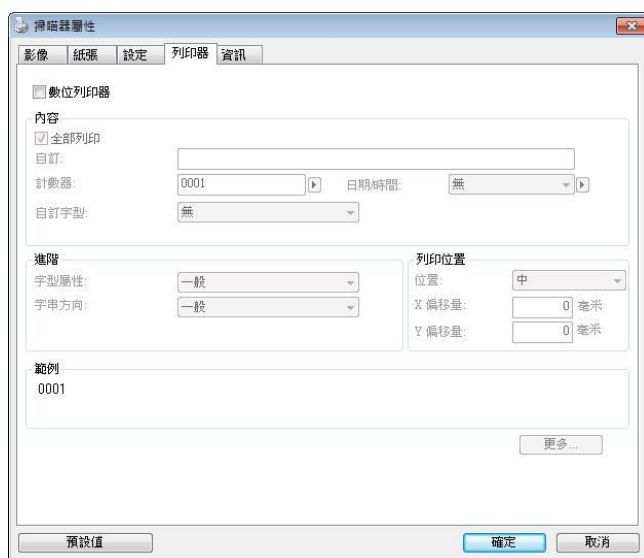 掃瞄器屬性
影像 紙張 設定 列印器 資訊
數位列印器
內容
全部列印
自訂:
計數器: 0001 日期/時間: 無
自訂字型: 無
進階
字型屬性: 一般
字串方向: 一般
列印位置
位置: 中
X 偏移量: 0 毫米
Y 偏移量: 0 毫米
範例
0001
更多...
預設值 確定 取消